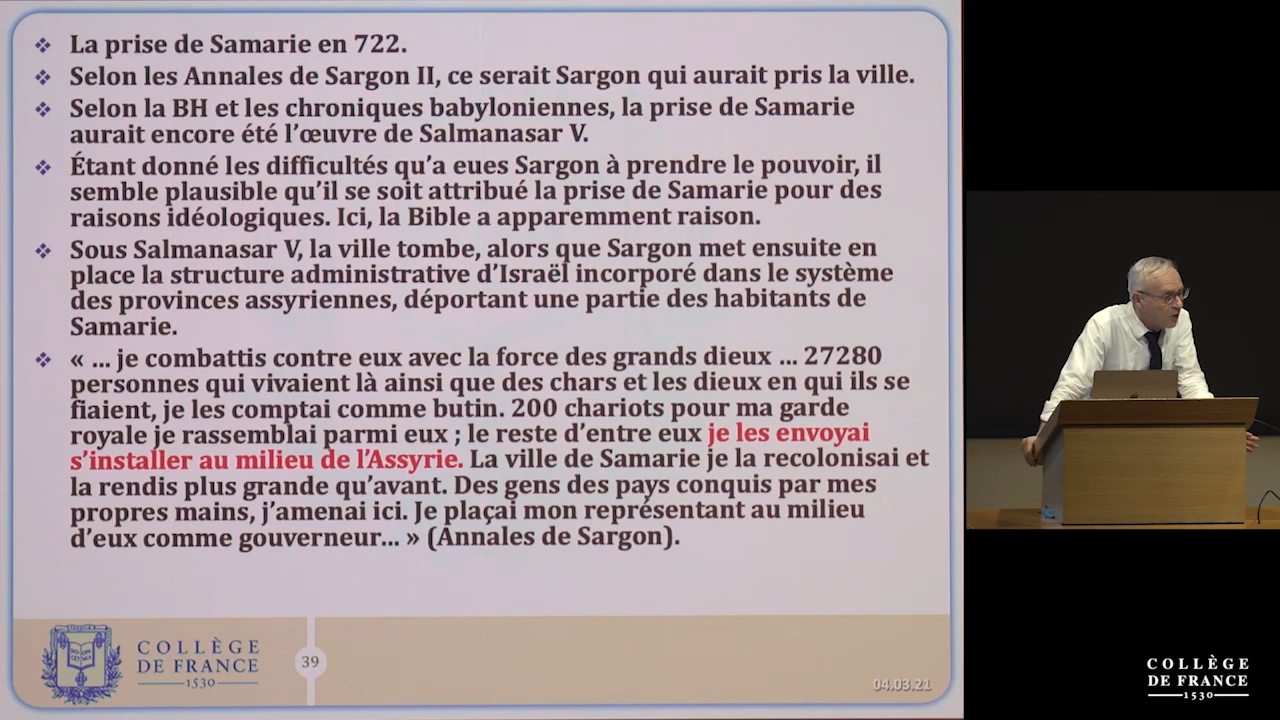 ❖ La prise de Samarie en 722.
❖ Selon les Annales de Sargon II, ce serait Sargon qui aurait pris la ville.
❖ Selon la BH et les chroniques babyloniennes, la prise de Samarie
aurait encore été l’œuvre de Salmanasar V.
❖ Étant donné les difficultés qu’a eues Sargon à prendre le pouvoir, il
semble plausible qu’il se soit attribué la prise de Samarie pour des
raisons idéologiques. Ici, la Bible a apparemment raison.
❖ Sous Salmanasar V, la ville tombe, alors que Sargon met ensuite en
place la structure administrative d’Israël incorporé dans le système
des provinces assyriennes, déportant une partie des habitants de
Samarie.
❖ « ... je combattis contre eux avec la force des grands dieux ... 27280
personnes qui vivaient là ainsi que des chars et les dieux en qui ils se
fiaient, je les comptai comme butin. 200 chariots pour ma garde
royale je rassemblai parmi eux ; le reste d’entre eux je les envoyai
s’installer au milieu de l’Assyrie. La ville de Samarie je la recolonisai et
la rendis plus grande qu’avant. Des gens des pays conquis par mes
propres mains, j’amenai ici. Je plaçai mon représentant au milieu
d’eux comme gouverneur... » (Annales de Sargon).
COLLÈGE
DE FRANCE
1530
39
04.03.21
COLLÈGE
DE FRANCE
1530